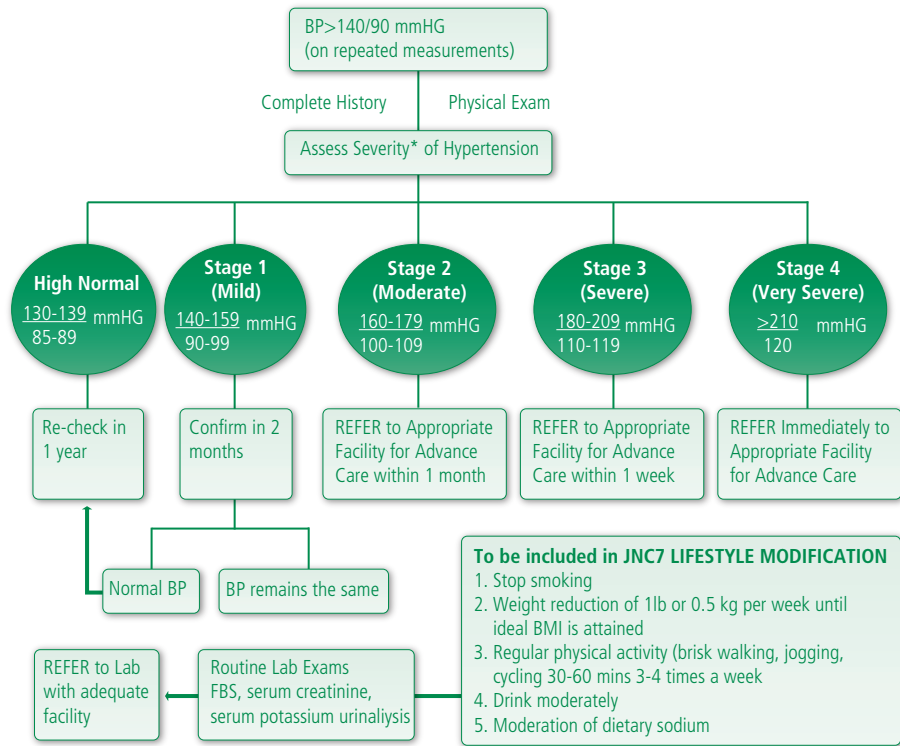 BP>140/90 mmHG
(on repeated measurements)
Complete History
Physical Exam
Assess Severity* of Hypertension
High Normal
130-139 mmHG
85-89
Stage 1
(Mild)
140-159 mmHG
90-99
Stage 2
(Moderate)
160-179 mmHG
100-109
Stage 3
(Severe)
180-209 mmHG
110-119
Stage 4
(Very Severe)
>210 mmHG
120
Re-check in
1 year
Confirm in 2
months
REFER to Appropriate
Facility for Advance
Care within 1 month
REFER to Appropriate
Facility for Advance
Care within 1 week
REFER Immediately to
Appropriate Facility
for Advance Care
Normal BP
BP remains the same
To be included in JNC7 LIFESTYLE MODIFICATION
1. Stop smoking
2. Weight reduction of 1lb or 0.5 kg per week until
ideal BMI is attained
3. Regular physical activity (brisk walking, jogging,
cycling 30-60 mins 3-4 times a week
4. Drink moderately
5. Moderation of dietary sodium
REFER to Lab
with adequate
facility
Routine Lab Exams
FBS, serum creatinine,
serum potassium urinaliysis